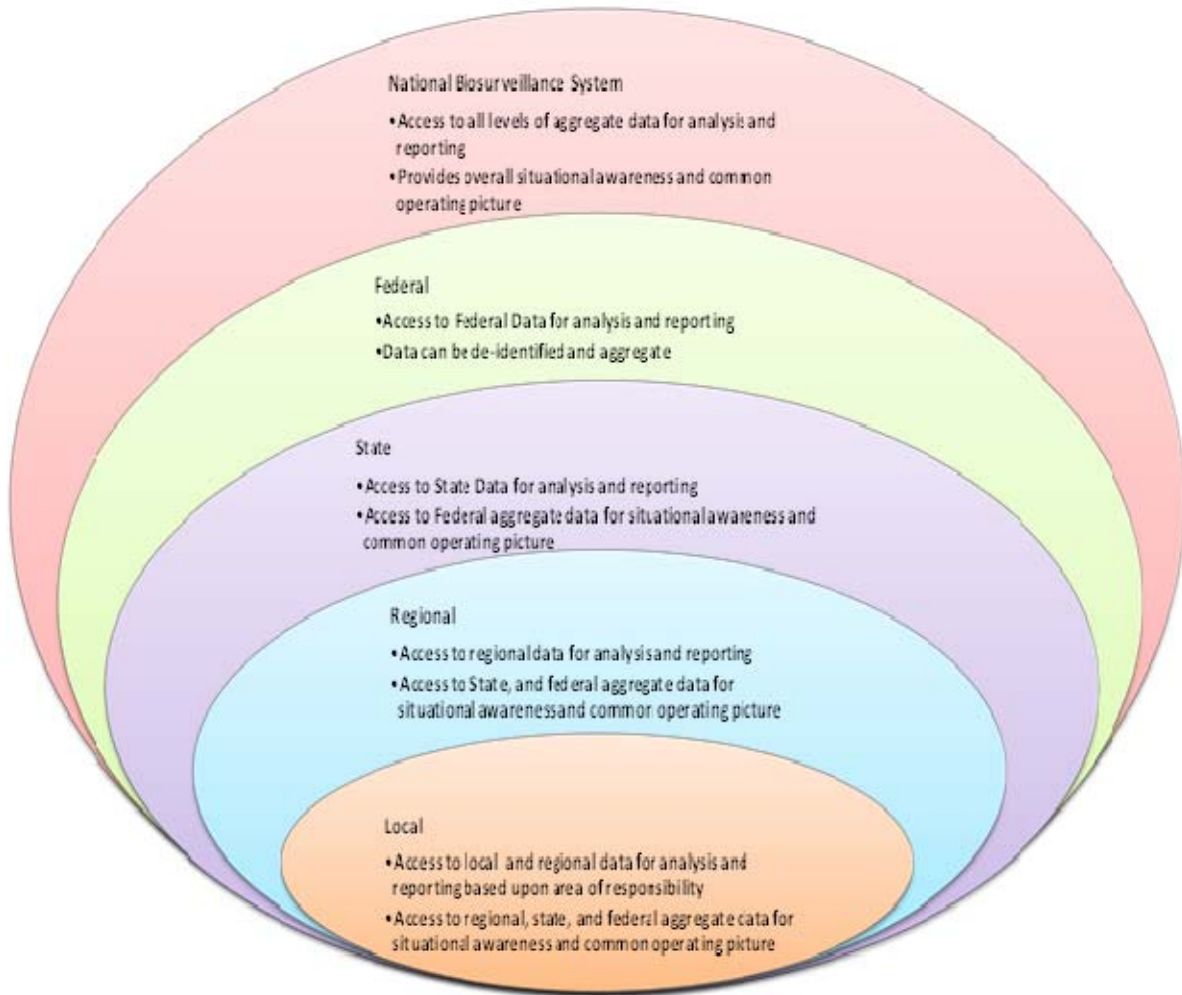 National Biosurveillance System
•Access to all levels of aggregate data for analysis and
reporting
•Provides overall situational awareness and common
operating picture
Federal
•Access to Federal Data for analysis and reporting
•Data can be de-identified and aggregate
State
•Access to State Data for analysis and reporting
•Access to Federal aggregate data for situational awareness and
common operating picture
Regional
•Access to regional data for analysis and reporting
•Access to State, and federal aggregate data for
situational awareness and common operating picture
Local
•Access to local and regional data for analysis and
reporting based upon area of responsibility
•Access to regional, state, and federal aggregate data for
situational awareness and common operating picture